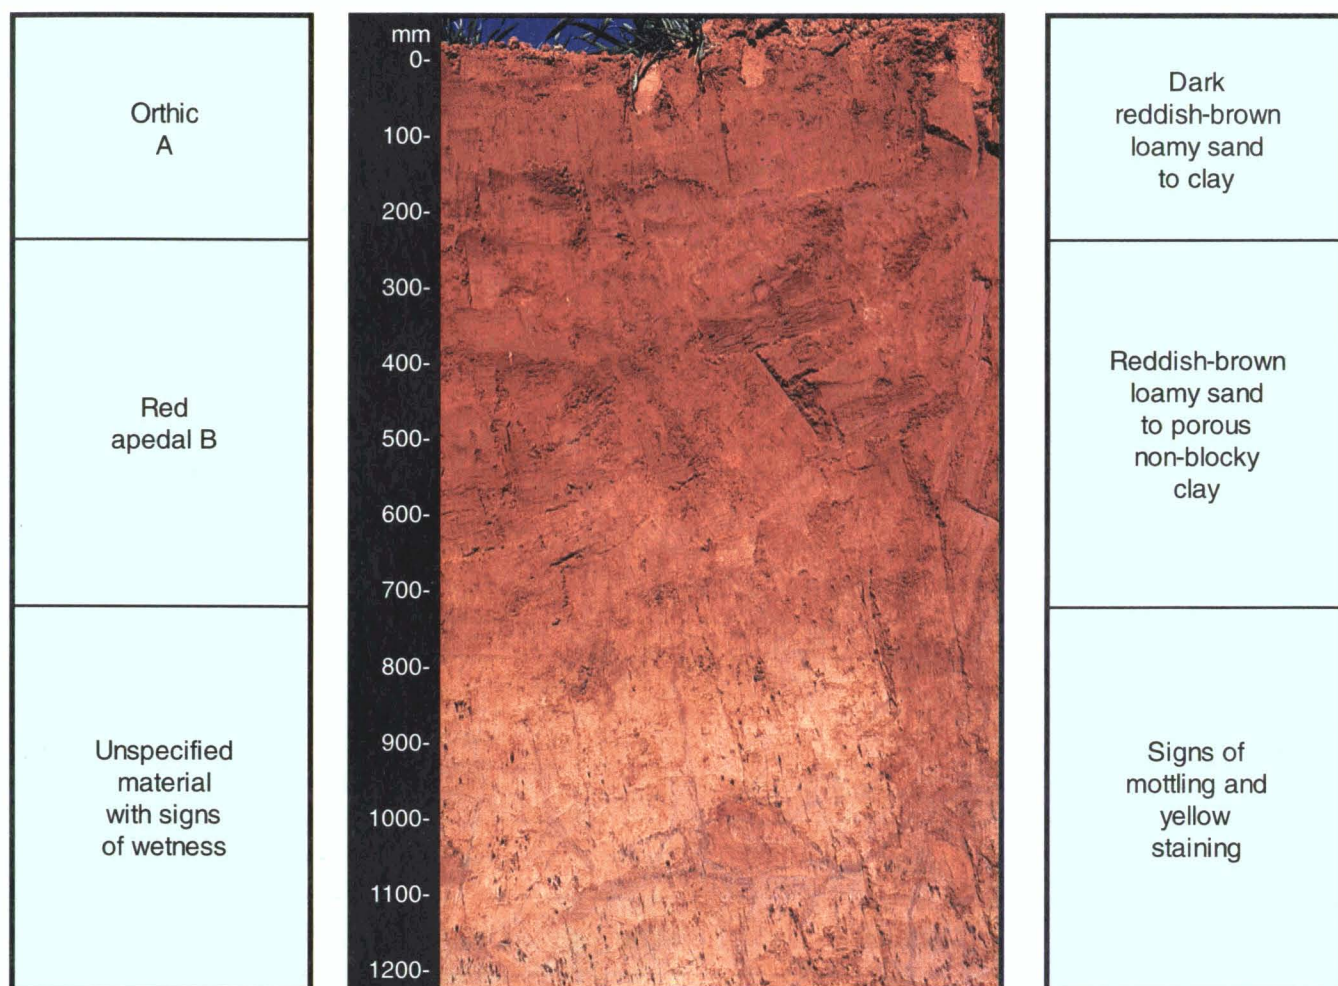 Orthic
A
Red
apedal B
Unspecified
material
with signs
of wetness
mm
0-
100-
200-
300-
400-
500-
600-
700-
800-
900-
1000-
1100-
1200-
Dark
reddish-brown
loamy sand
to clay
Reddish-brown
loamy sand
to porous
non-blocky
clay
Signs of
mottling and
yellow
staining